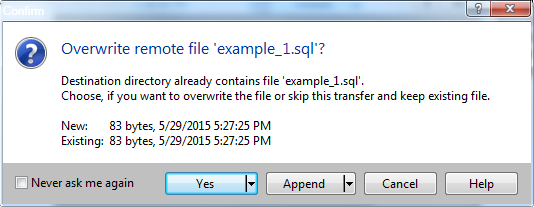 Confirm
Overwrite remote file 'example_1.sql'?
Destination directory already contains file 'example_1.sql'.
Choose, if you want to overwrite the file or skip this transfer and keep existing file.
New: 83 bytes, 5/29/2015 5:27:25 PM
Existing: 83 bytes, 5/29/2015 5:27:25 PM
Never ask me again
Yes
Append
Cancel
Help